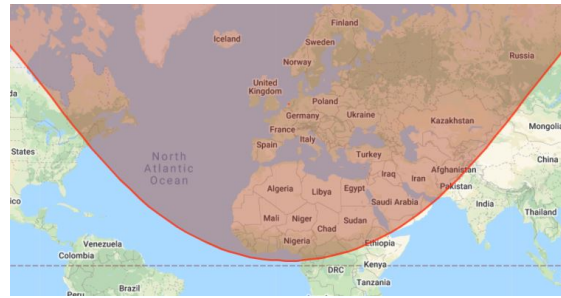 Finland
Iceland
Sweden
Norway
Russia
United
Kingdom
Poland
Germany
Ukraine
Kazakhstan
France
Italy
Mongoli
Spain
States
Turkey
North
Atlantic
Ocean
China
Iraq
Iran
Afghanistan
Pakistan
Algeria
Libya
Egypt
Saudi Arabia
India
Thailand
Mali
Niger
Chad
Sudan
Nigeria
Ethiopia
Venezuela
Colombia
DRC
Kenya
Tanzania
Brazil